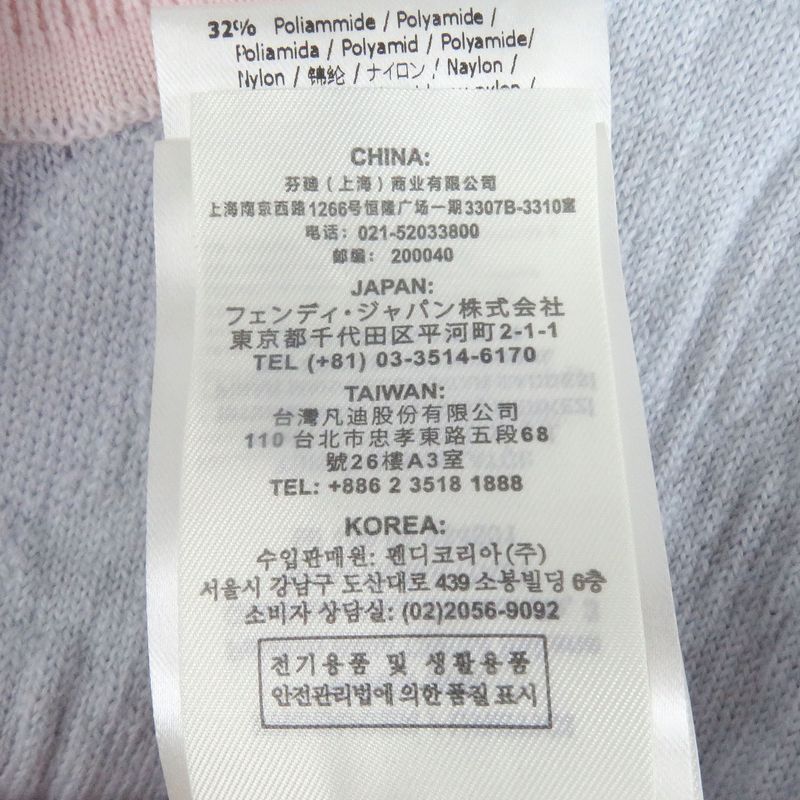 32% Poliammide / Polyamide /
Poliamida / Polyamid / Polyamide/
Nylon / 锦纶 / ナイロン / Naylon /
CHINA:
芬迪（上海）商业有限公司
上海南京西路1266号恒隆广场一期3307B-3310室
电话: 021-52033800
邮编: 200040
JAPAN:
フェンディ・ジャパン株式会社
東京都千代田区平河町2-1-1
TEL (+81) 03-3514-6170
TAIWAN:
台灣凡迪股份有限公司
110 台北市忠孝東路五段68
號26樓A3室
TEL: +886 2 3518 1888
KOREA:
수입판매원: 펜디코리아(주)
서울시 강남구 도산대로 439 소봉빌딩 6층
소비자 상담실: (02)2056-9092
전기용품 및 생활용품
안전관리법에 의한 품질 표시